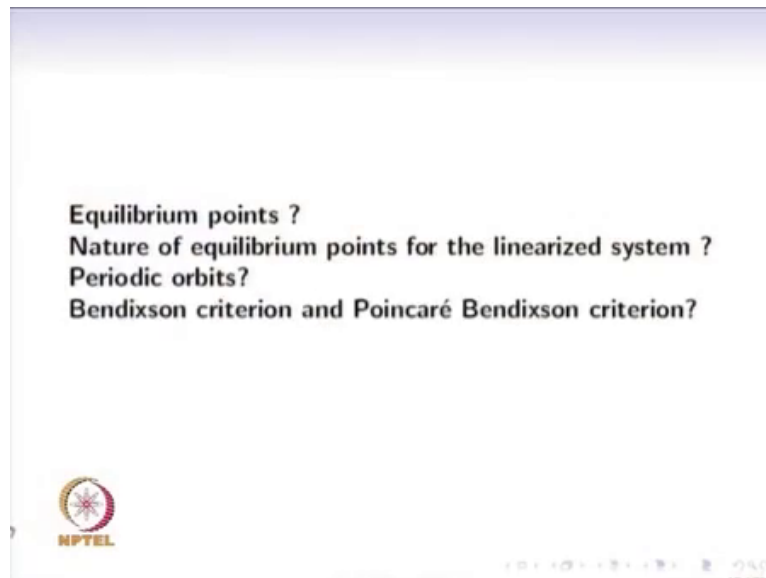 Equilibrium points ?
Nature of equilibrium points for the linearized system ?
Periodic orbits?
Bendixson criterion and Poincaré Bendixson criterion?
NPTEL